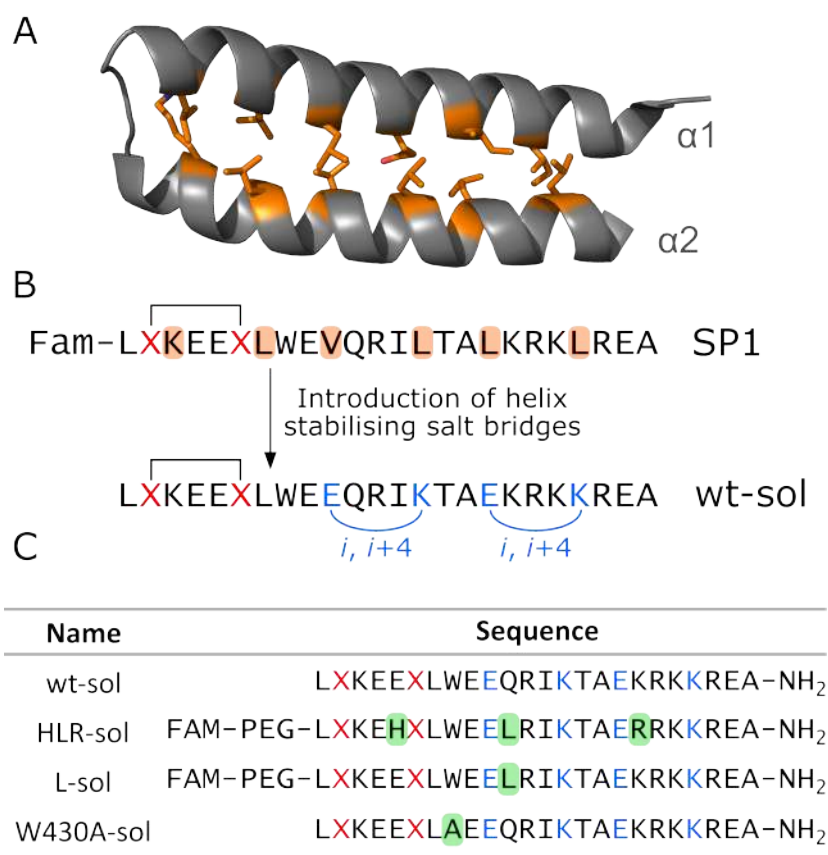 A
α1
α2
B
Fam-LXKEEXLWEVQRILTALKRKLREA SP1
Introduction of helix
stabilising salt bridges
LXKEEXLWEEQRIKTAEKRKKREA wt-sol
i, i+4 i, i+4
C
Name Sequence
wt-sol LXKEEXLWEEQRIKTAEKRKKREA-NH2
HLR-sol FAM-PEG-LXKEHXLWEELRIKTAERRKKREA-NH2
L-sol FAM-PEG-LXKEEXLWEELRIKTAEKRKKREA-NH2
W430A-sol LXKEEXLAEEQRIKTAEKRKKREA-NH2